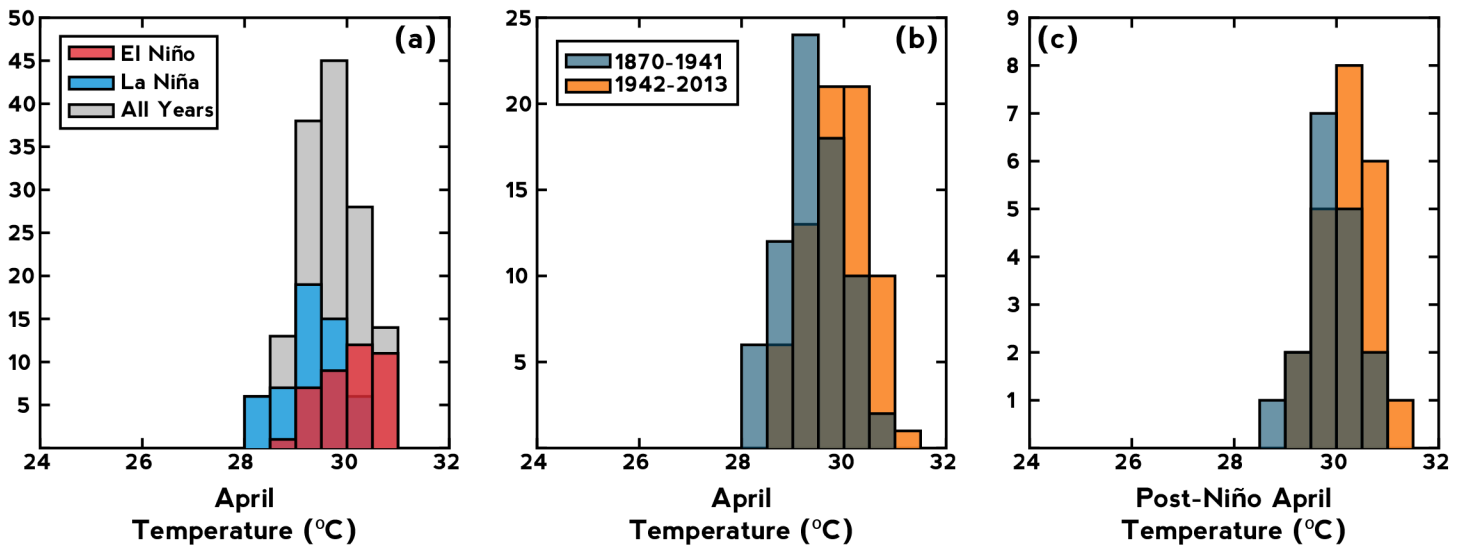 50
45
40
35
30
25
20
15
10
5
24 26 28 30 32
El Niño
La Niña
All Years
(a)
April
Temperature (ºC)
25
20
15
10
5
24 26 28 30 32
1870-1941
1942-2013
(b)
April
Temperature (ºC)
9
8
7
6
5
4
3
2
1
24 26 28 30 32
(c)
Post-Niño April
Temperature (ºC)